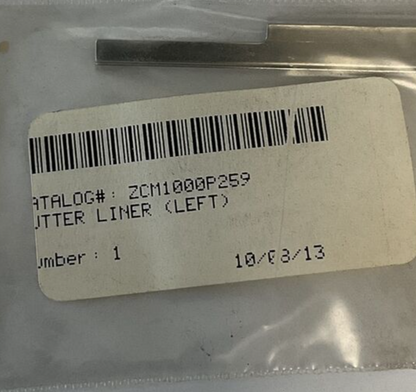 ATALOG#: ZCM1000P259
UTTER LINER (LEFT)
umber: 1 10/08/13